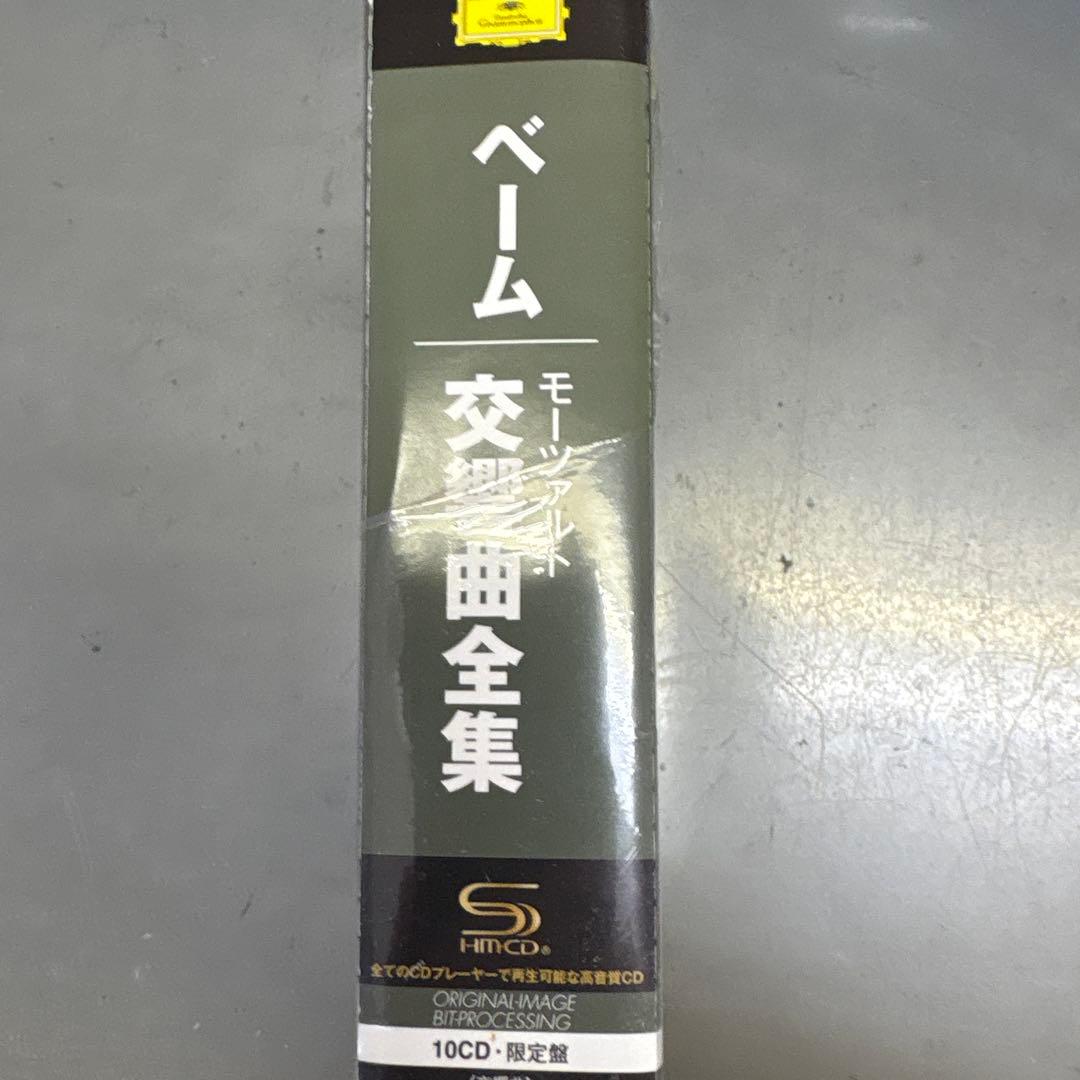 Deutsche
Grammophon
ベーム
モーツァルト
交響曲全集
SHM-CD®
全てのCDプレーヤーで再生可能な高音質CD
ORIGINAL-IMAGE
BIT-PROCESSING
10CD・限定盤